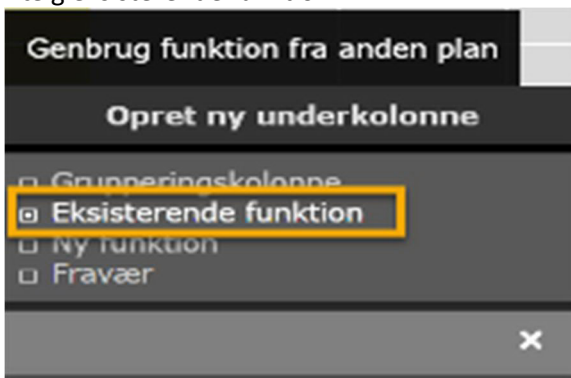 Genbrug funktion fra anden plan
Opret ny underkolonne
Grupperingskolonne
Eksisterende funktion
Ny funktion
Fravær
×